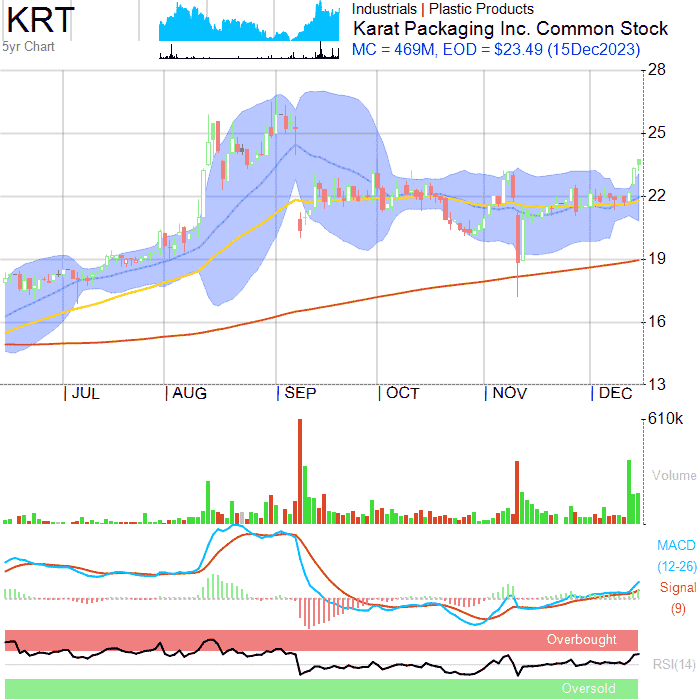 KRT
5yr Chart
Industrials | Plastic Products
Karat Packaging Inc. Common Stock
MC = 469M, EOD = $23.49 (15Dec2023)
28
25
22
19
16
13
| JUL
| AUG
| SEP
| OCT
| NOV
| DEC
610k
Volume
MACD
(12-26)
Signal
(9)
Overbought
RSI(14)
Oversold